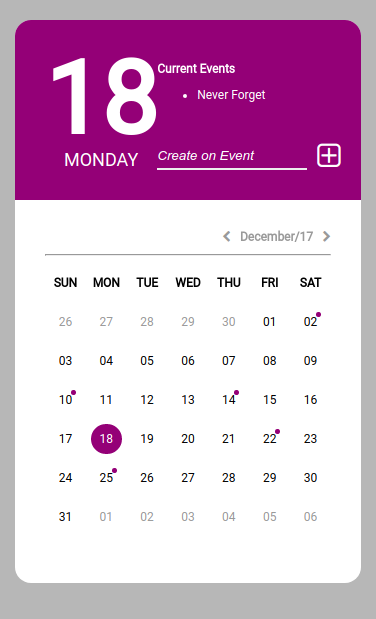 18
Current Events
Never Forget
MONDAY
Create on Event
December/17
SUN MON TUE WED THU FRI SAT
26 27 28 29 30 01 02
03 04 05 06 07 08 09
10 11 12 13 14 15 16
17 18 19 20 21 22 23
24 25 26 27 28 29 30
31 01 02 03 04 05 06